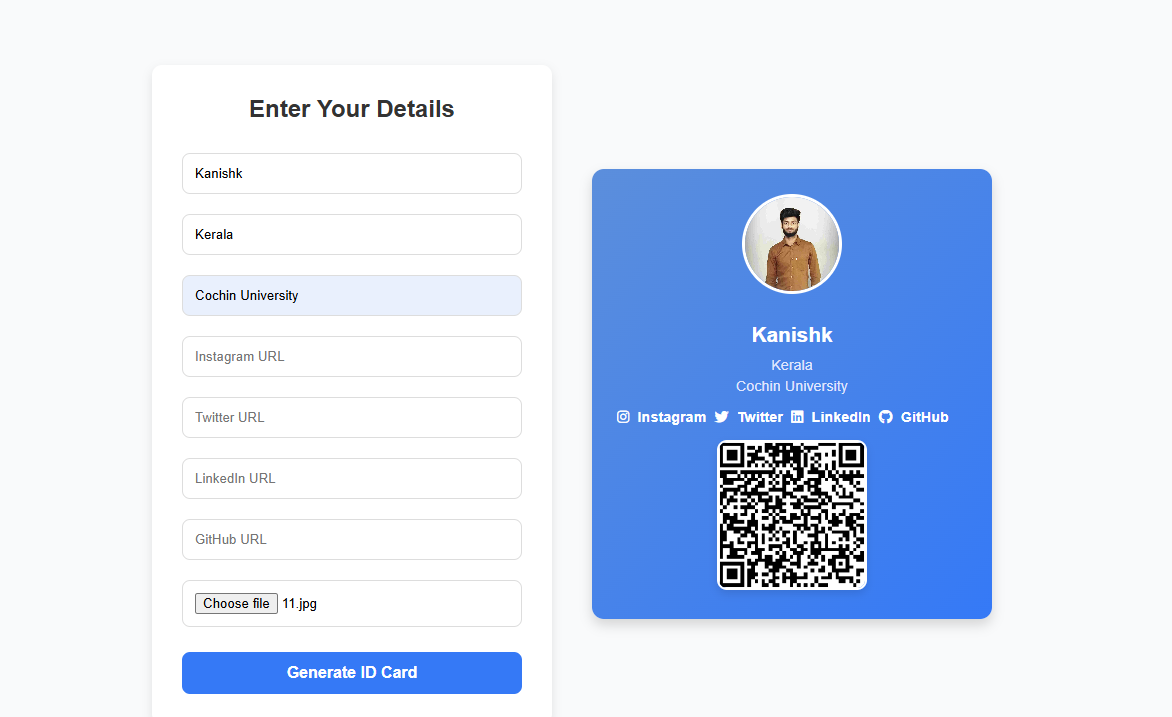 Enter Your Details
Kanishk
Kerala
Cochin University
Instagram URL
Twitter URL
LinkedIn URL
GitHub URL
Choose file 11.jpg
Generate ID Card
Kanishk
Kerala
Cochin University
Instagram Twitter LinkedIn GitHub